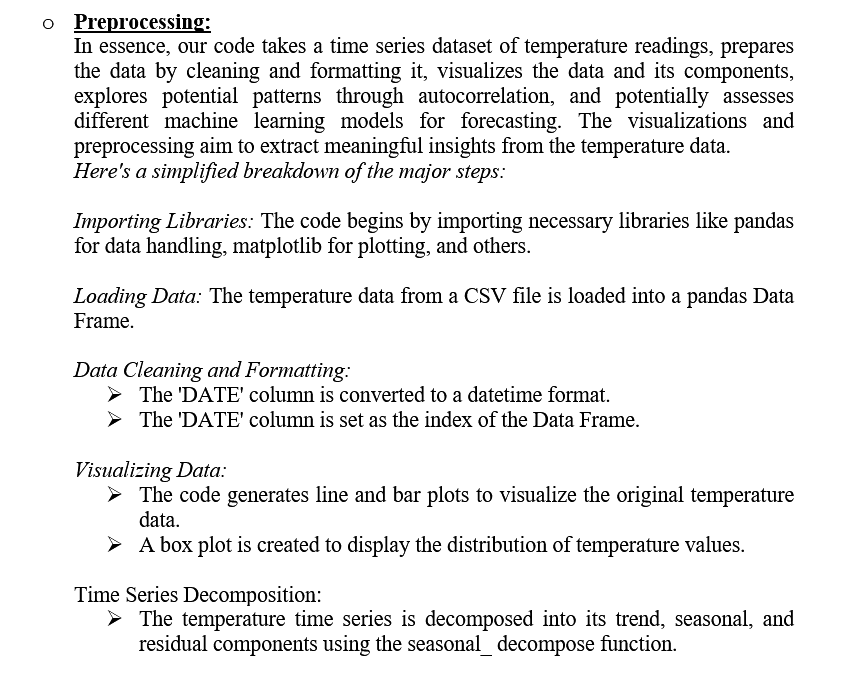 o Preprocessing:
In essence, our code takes a time series dataset of temperature readings, prepares
the data by cleaning and formatting it, visualizes the data and its components,
explores potential patterns through autocorrelation, and potentially assesses
different machine learning models for forecasting. The visualizations and
preprocessing aim to extract meaningful insights from the temperature data.
Here's a simplified breakdown of the major steps:
Importing Libraries: The code begins by importing necessary libraries like pandas
for data handling, matplotlib for plotting, and others.
Loading Data: The temperature data from a CSV file is loaded into a pandas Data
Frame.
Data Cleaning and Formatting:
➢ The 'DATE' column is converted to a datetime format.
➢ The 'DATE' column is set as the index of the Data Frame.
Visualizing Data:
➢ The code generates line and bar plots to visualize the original temperature
data.
➢ A box plot is created to display the distribution of temperature values.
Time Series Decomposition:
➢ The temperature time series is decomposed into its trend, seasonal, and
residual components using the seasonal_ decompose function.